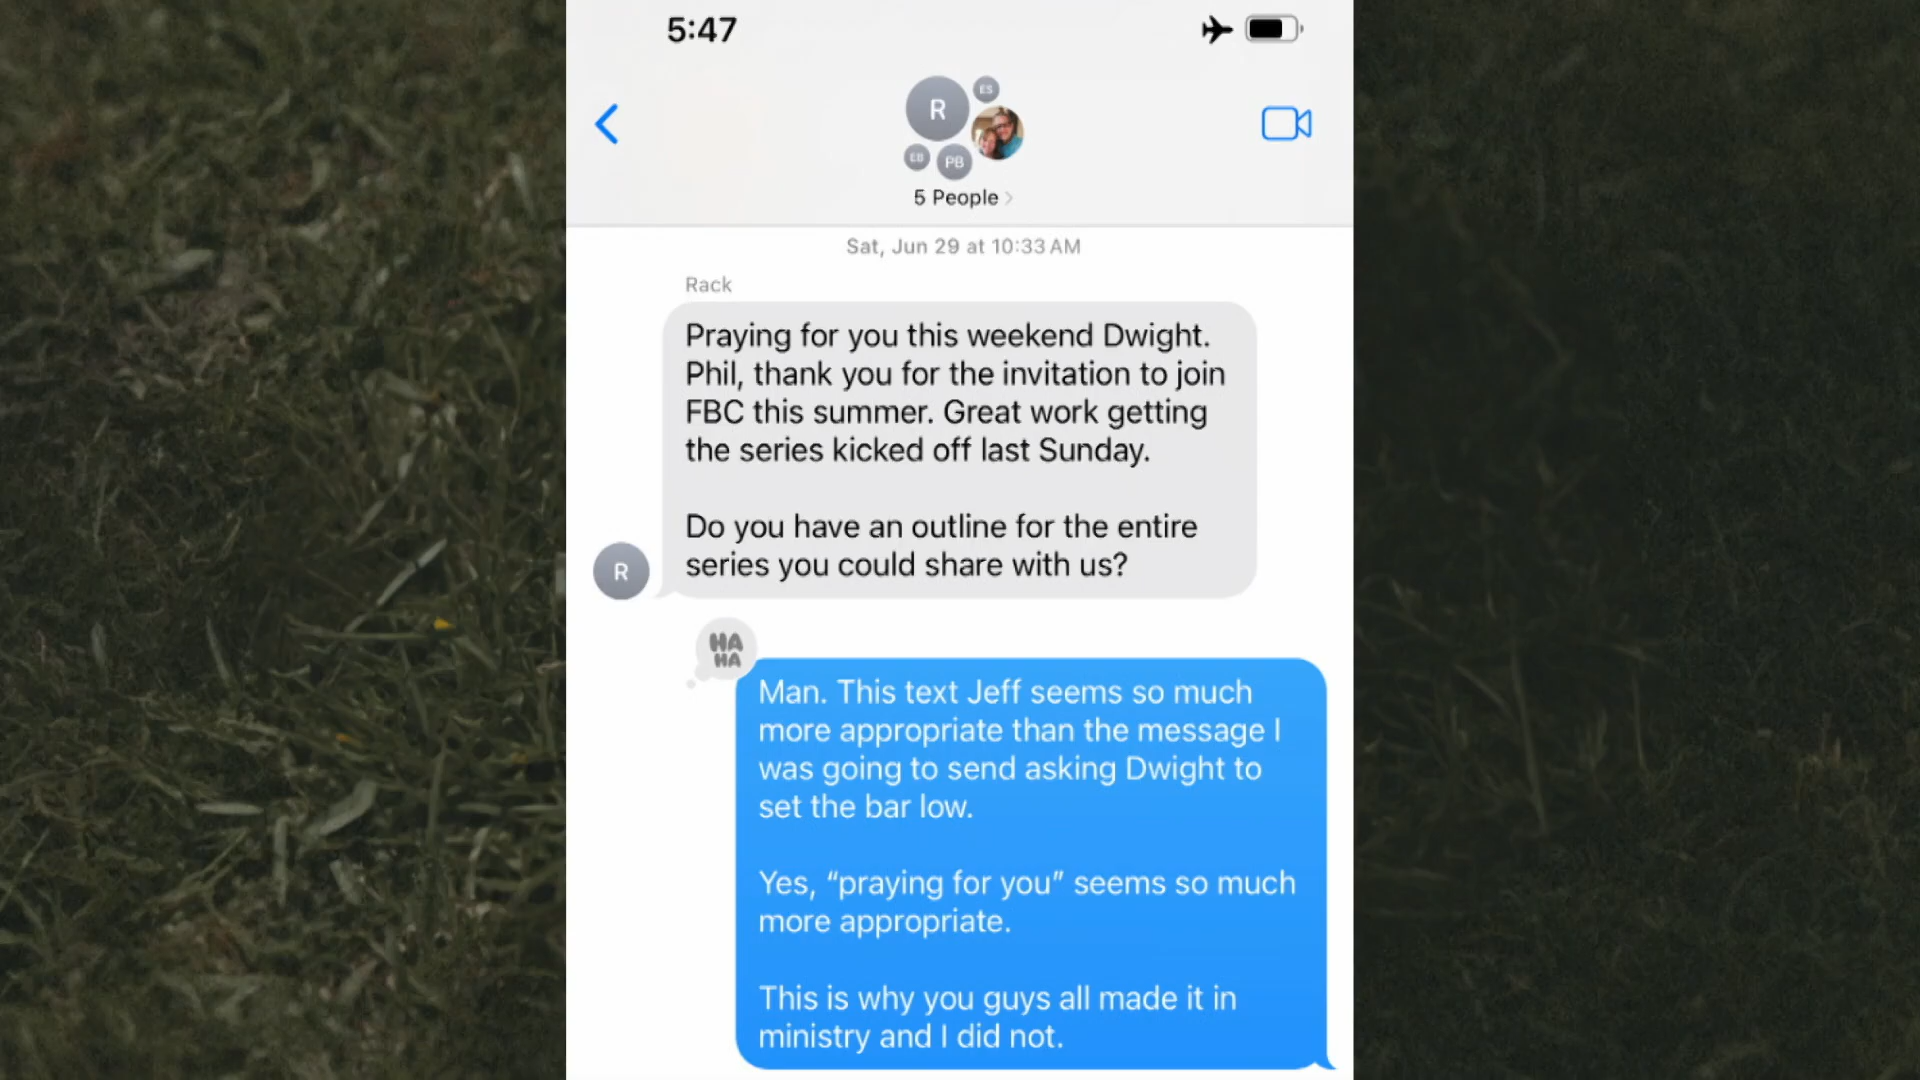 5:47
R
ES
EB
PB
5 People
Sat, Jun 29 at 10:33 AM
Rack
Praying for you this weekend Dwight.
Phil, thank you for the invitation to join
FBC this summer. Great work getting
the series kicked off last Sunday.
Do you have an outline for the entire
series you could share with us?
R
HA
HA
Man. This text Jeff seems so much
more appropriate than the message I
was going to send asking Dwight to
set the bar low.
Yes, “praying for you” seems so much
more appropriate.
This is why you guys all made it in
ministry and I did not.